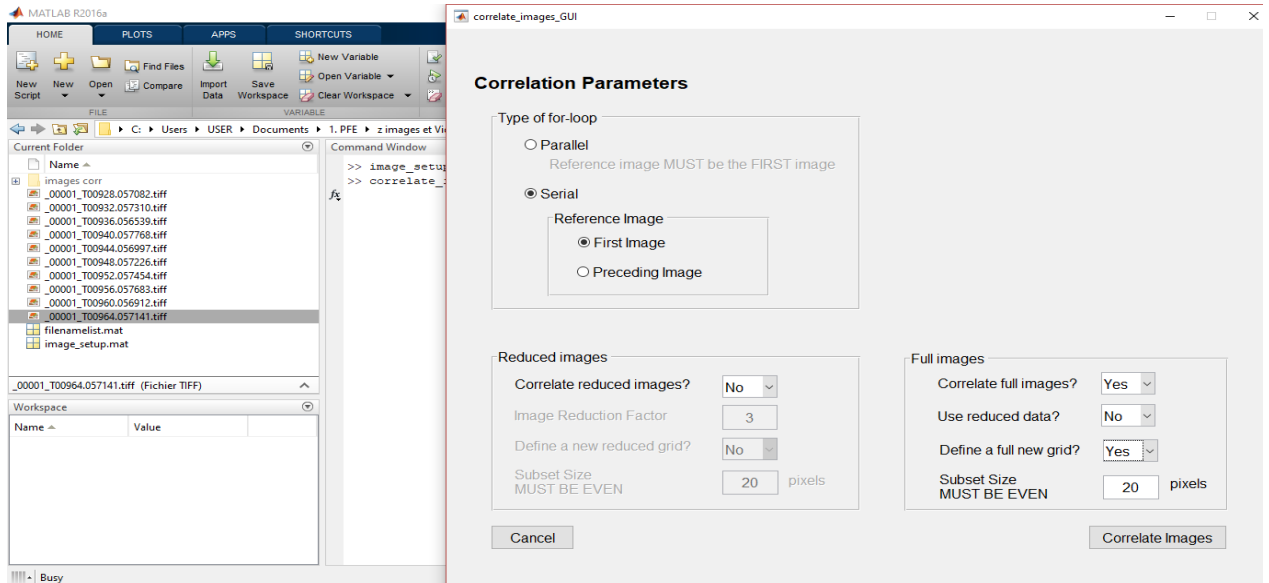 MATLAB R2016a
HOME PLOTS APPS SHORTCUTS
New Script
New
Open
Find Files
Compare
Import Data
Save Workspace
New Variable
Open Variable
Clear Workspace
FILE
VARIABLE
C: Users USER Documents 1. PFE z images et Vi
Current Folder
Name
images corr
_00001_T00928.057082.tiff
_00001_T00932.057310.tiff
_00001_T00936.056539.tiff
_00001_T00940.057768.tiff
_00001_T00944.056997.tiff
_00001_T00948.057226.tiff
_00001_T00952.057454.tiff
_00001_T00956.057683.tiff
_00001_T00960.056912.tiff
_00001_T00964.057141.tiff
filenamelist.mat
image_setup.mat
_00001_T00964.057141.tiff (Fichier TIFF)
Workspace
Name Value
Busy
Command Window
>> image_setup
>> correlate_
fx
correlate_images_GUI
Correlation Parameters
Type of for-loop
Parallel
Reference image MUST be the FIRST image
Serial
Reference Image
First Image
Preceding Image
Reduced images
Correlate reduced images? No
Image Reduction Factor 3
Define a new reduced grid? No
Subset Size
MUST BE EVEN
20 pixels
Full images
Correlate full images? Yes
Use reduced data? No
Define a full new grid? Yes
Subset Size
MUST BE EVEN
20 pixels
Cancel
Correlate Images